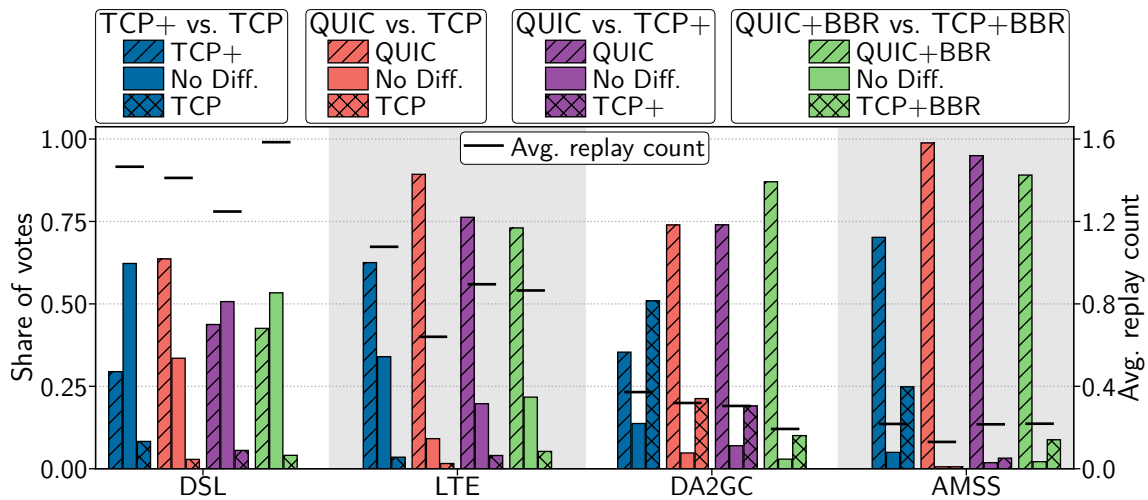 TCP+ vs. TCP
TCP+
No Diff.
TCP
QUIC vs. TCP
QUIC
No Diff.
TCP
QUIC vs. TCP+
QUIC
No Diff.
TCP+
QUIC+BBR vs. TCP+BBR
QUIC+BBR
No Diff.
TCP+BBR
Avg. replay count
Share of votes
1.00
0.75
0.50
0.25
0.00
1.6
1.2
0.8
0.4
0.0
Avg. replay count
DSL
LTE
DA2GC
AMSS